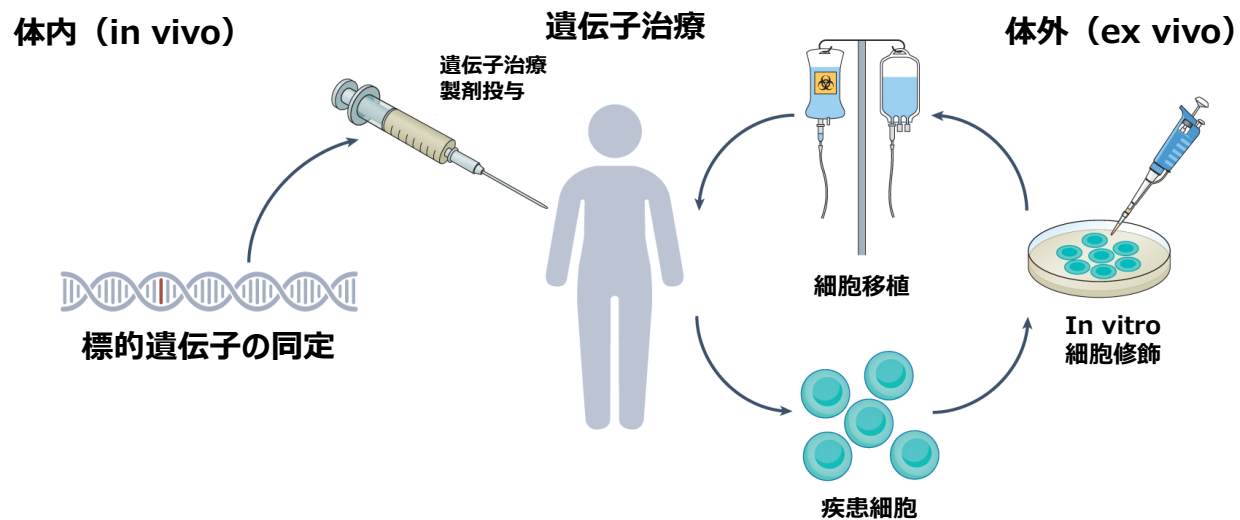 体内（in vivo）
遺伝子治療
体外（ex vivo）
遺伝子治療
製剤投与
標的遺伝子の同定
細胞移植
In vitro
細胞修飾
疾患細胞